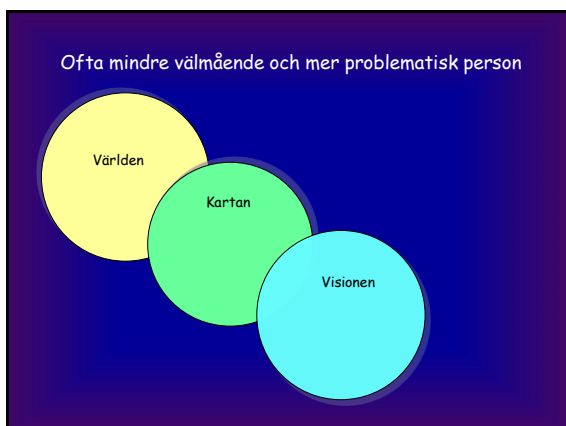 Ofta mindre välmående och mer problematisk person
Världen
Kartan
Visionen